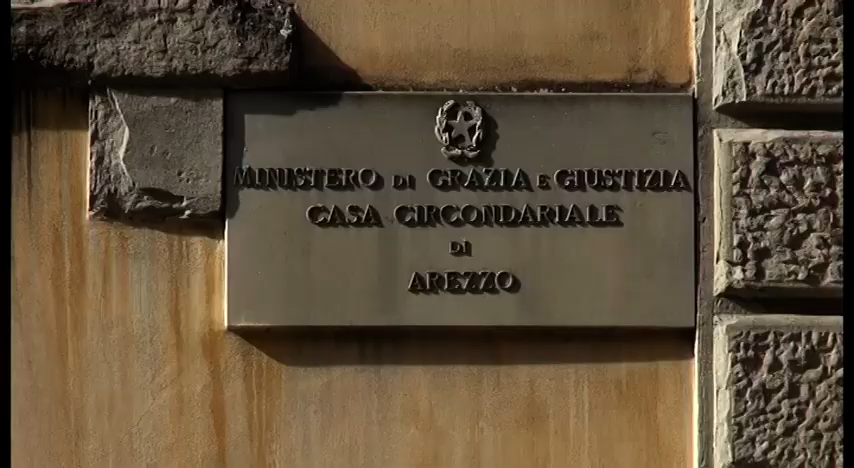 MINISTERO DI GRAZIA E GIUSTIZIA
CASA CIRCONDARIALE
DI
AREZZO